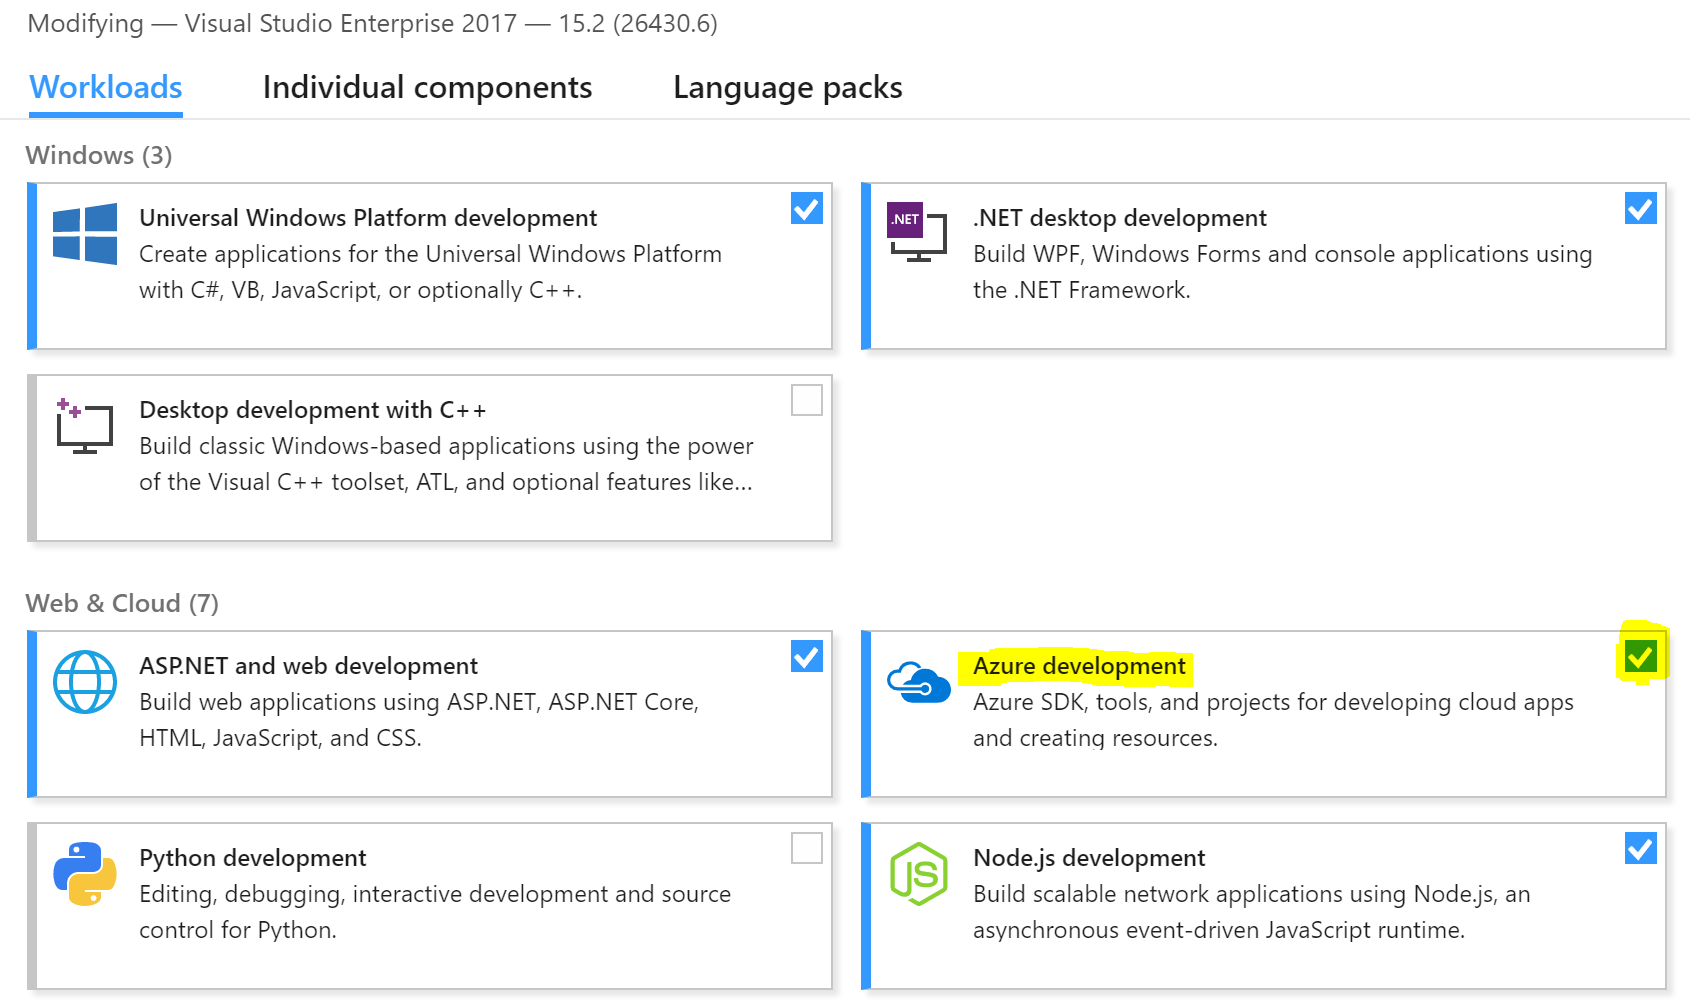 Modifying — Visual Studio Enterprise 2017 — 15.2 (26430.6)
Workloads Individual components Language packs
Windows (3)
Universal Windows Platform development
Create applications for the Universal Windows Platform
with C#, VB, JavaScript, or optionally C++.
.NET
.NET desktop development
Build WPF, Windows Forms and console applications using
the .NET Framework.
Desktop development with C++
Build classic Windows-based applications using the power
of the Visual C++ toolset, ATL, and optional features like...
Web & Cloud (7)
ASP.NET and web development
Build web applications using ASP.NET, ASP.NET Core,
HTML, JavaScript, and CSS.
Azure development
Azure SDK, tools, and projects for developing cloud apps
and creating resources.
Python development
Editing, debugging, interactive development and source
control for Python.
JS
Node.js development
Build scalable network applications using Node.js, an
asynchronous event-driven JavaScript runtime.